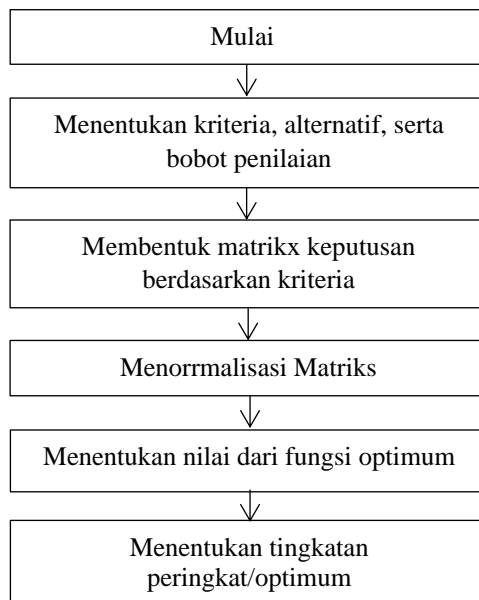 Mulai
Menentukan kriteria, alternatif, serta
bobot penilaian
Membentuk matrikx keputusan
berdasarkan kriteria
Menorrmalisasi Matriks
Menentukan nilai dari fungsi optimum
Menentukan tingkatan
peringkat/optimum